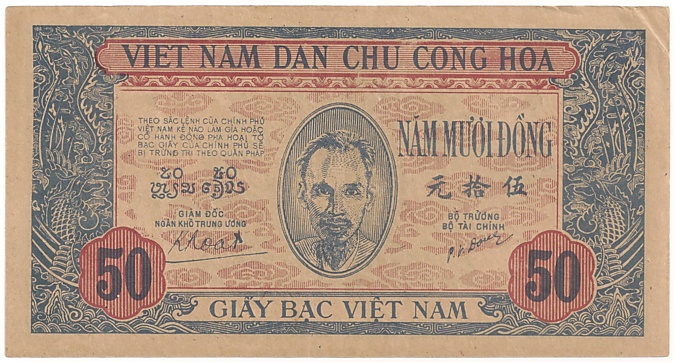 VIET NAM DAN CHU CONG HOA
THEO SẮC LỆNH CỦA CHÍNH PHỦ
VIỆT NAM KẺ NÀO LÀM GIẢ HOẶC
CÓ HÀNH ĐỘNG PHÁ HOẠI TỜ
BẠC GIẤY CỦA CHÍNH PHỦ SẼ
BỊ TRỪNG TRỊ THEO QUÂN PHÁP
NĂM MƯƠI ĐỒNG
元拾伍
GIÁM ĐỐC
NGÂN KHỐ TRUNG ƯƠNG
BỘ TRƯỞNG
BỘ TÀI CHÍNH
50
50
GIẤY BẠC VIỆT NAM